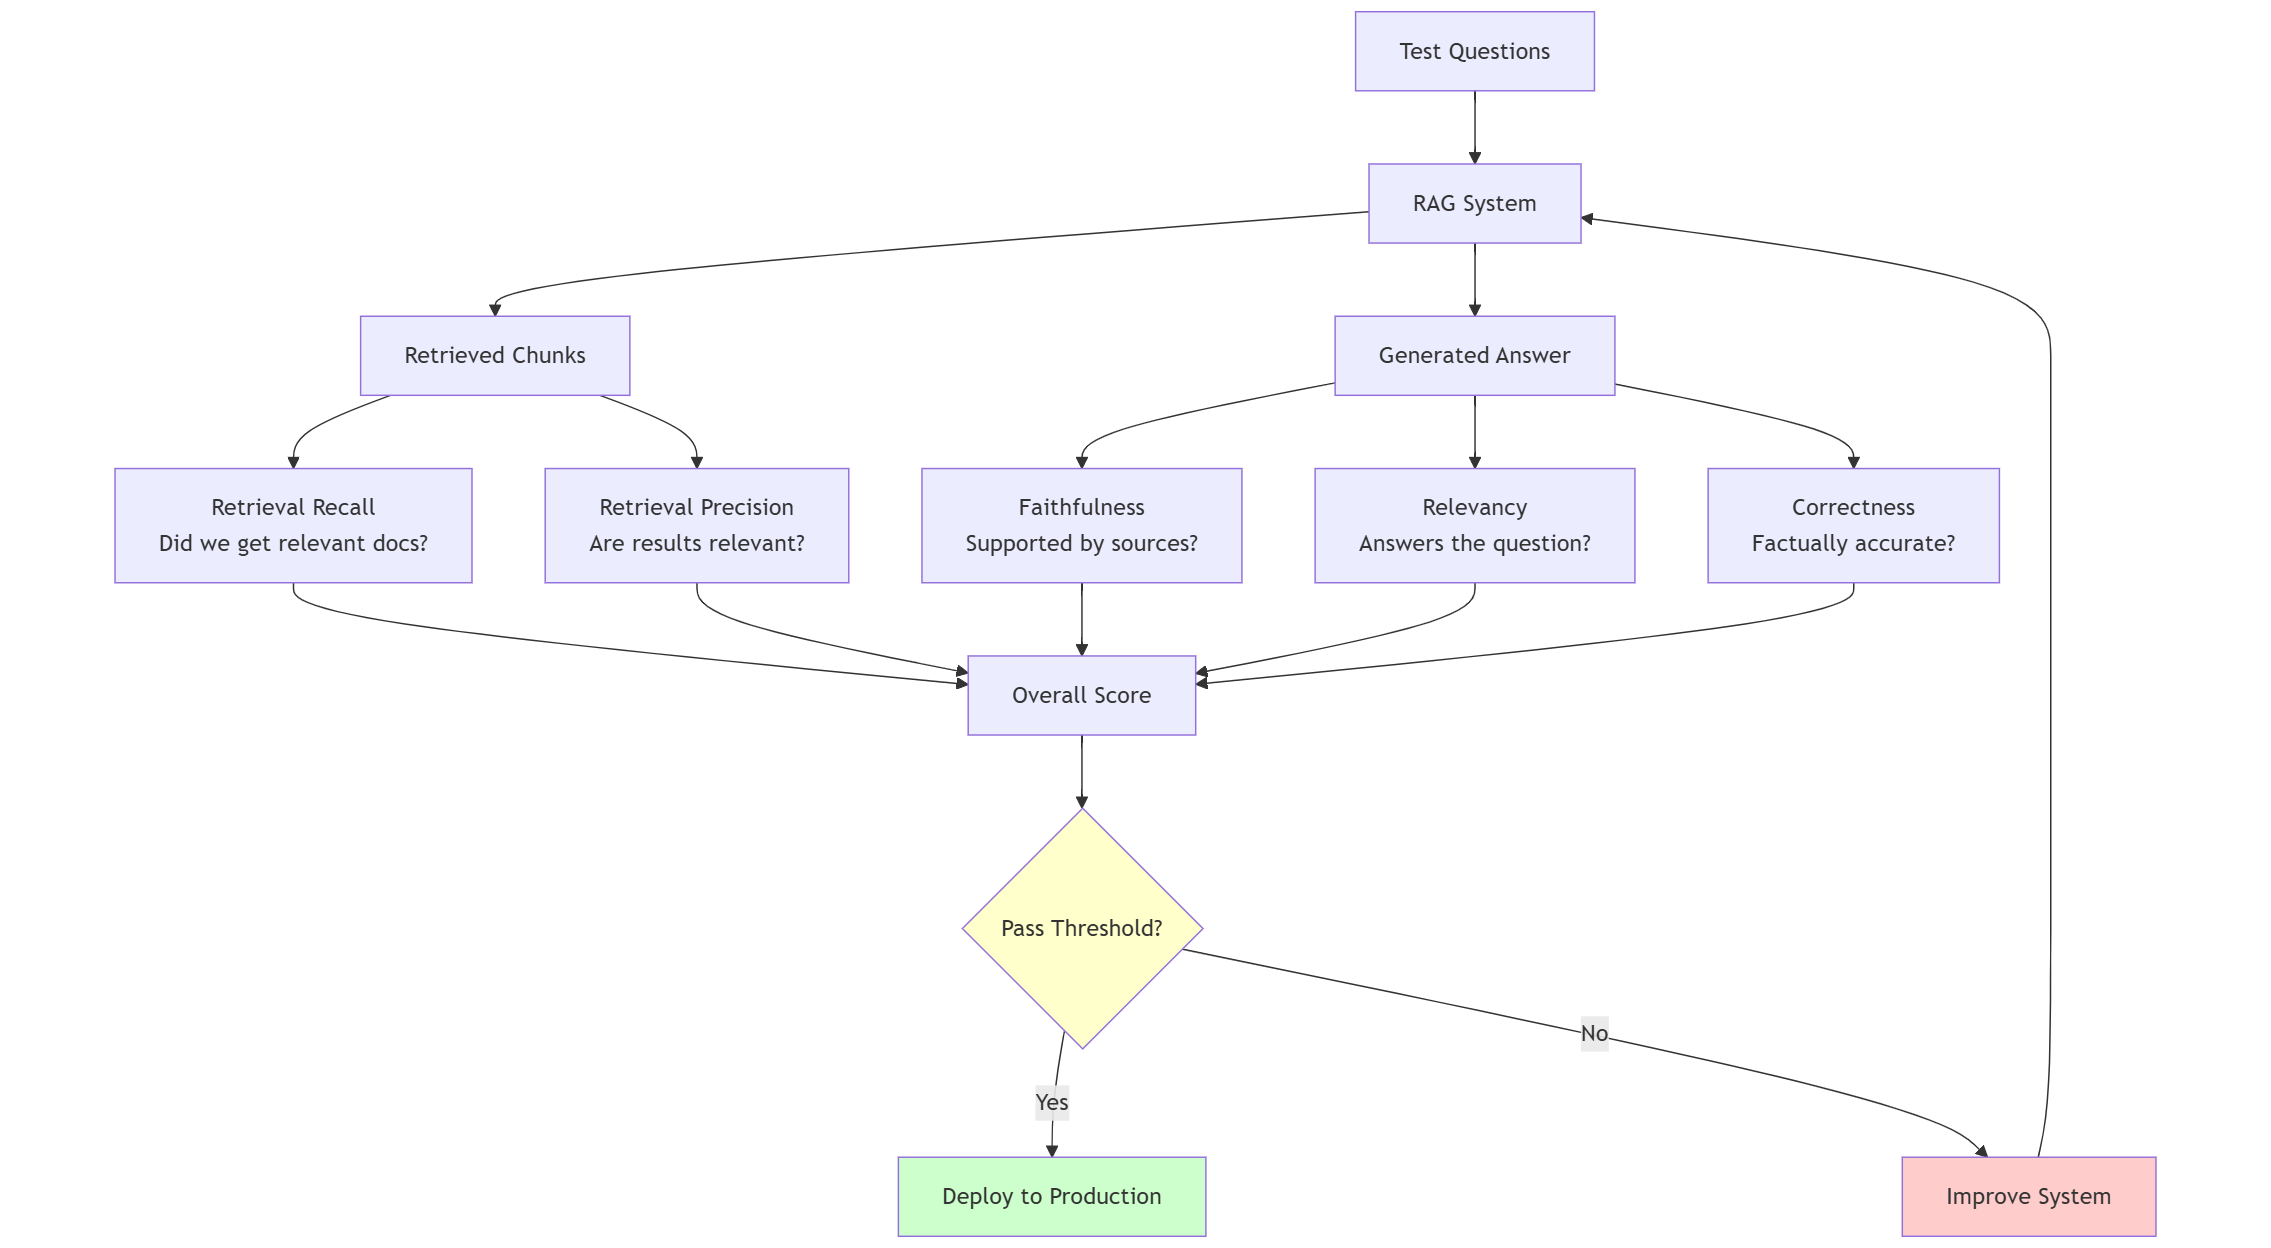 Test Questions
RAG System
Retrieved Chunks
Generated Answer
Retrieval Recall
Did we get relevant docs?
Retrieval Precision
Are results relevant?
Faithfulness
Supported by sources?
Relevancy
Answers the question?
Correctness
Factually accurate?
Overall Score
Pass Threshold?
No
Yes
Deploy to Production
Improve System